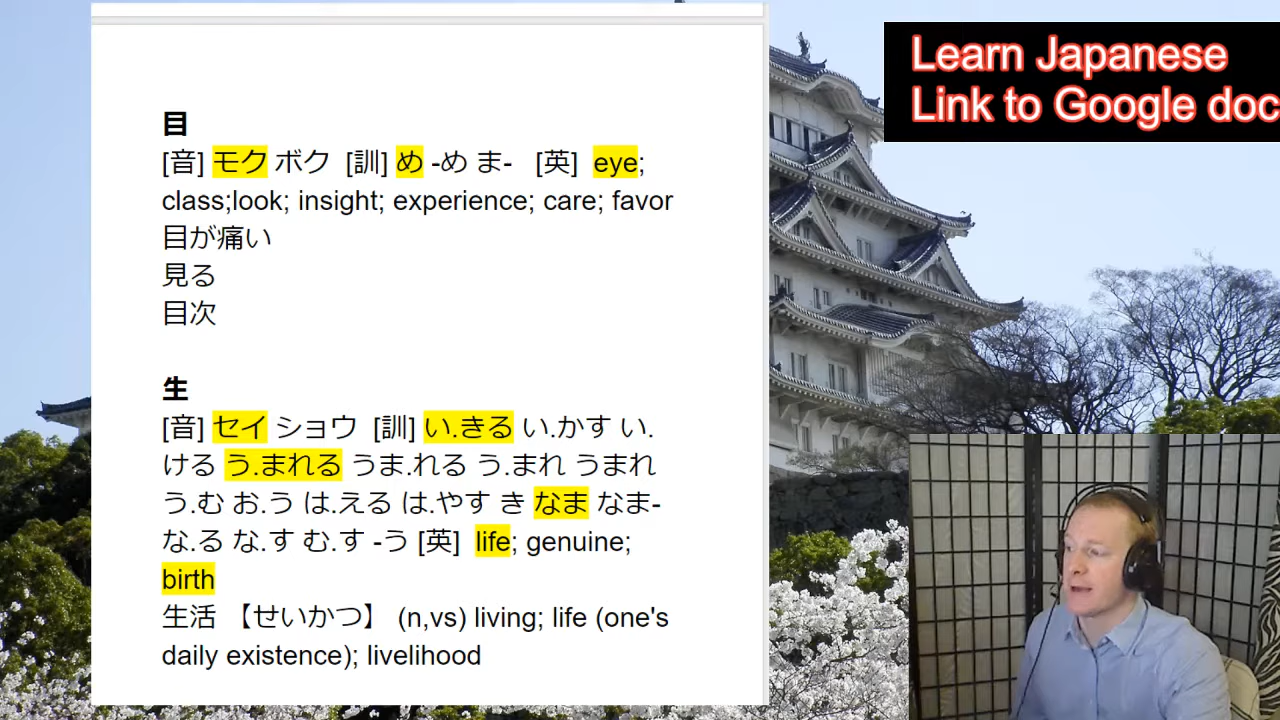 目
[音] モク ボク [訓] め -め ま- [英] eye;
class;look; insight; experience; care; favor
目が痛い
見る
目次
生
[音] セイ ショウ [訓] い.きる い.かす い.
ける う.まれる うま.れる う.まれ うまれ
う.む お.う は.える は.やす き なま なま-
な.る な.す む.す -う [英] life; genuine;
birth
生活 【せいかつ】 (n,vs) living; life (one's
daily existence); livelihood
Learn Japanese
Link to Google doc